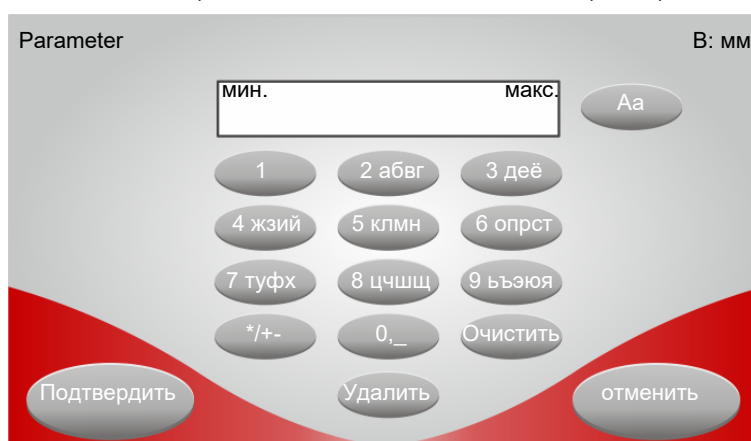 Parameter В: мм
мин. макс.
Aa
1 2 абвг 3 деё
4 жзий 5 клмн 6 опрст
7 туфх 8 цчшщ 9 ьъэюя
*/+- 0,_ Очистить
Подтвердить Удалить отменить